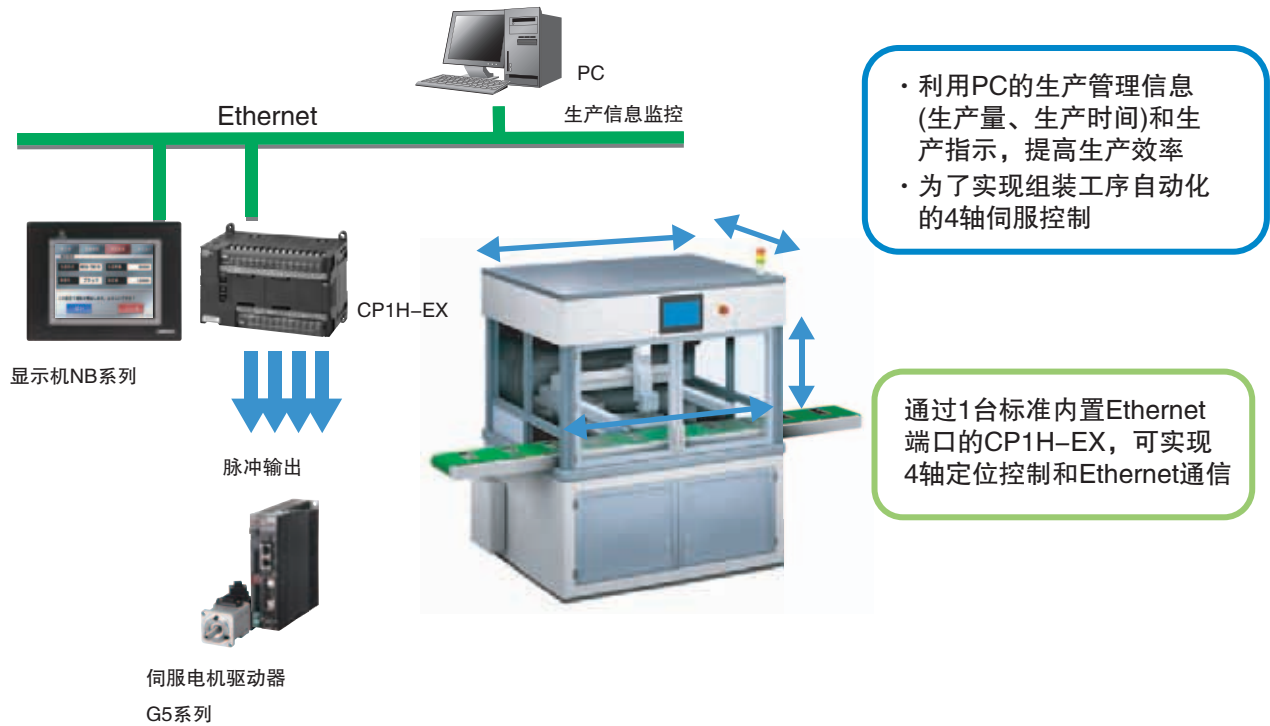 PC
生产信息监控
Ethernet
CP1H–EX
显示机NB系列
脉冲输出
伺服电机驱动器
G5系列
・利用PC的生产管理信息
(生产量、生产时间)和生
产指示，提高生产效率
・为了实现组装工序自动化
的4轴伺服控制
通过1台标准内置Ethernet
端口的CP1H–EX，可实现
4轴定位控制和Ethernet通信